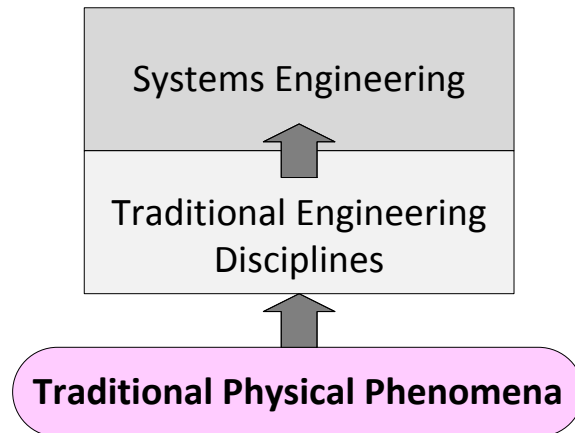 Systems Engineering
Traditional Engineering
Disciplines
Traditional Physical Phenomena